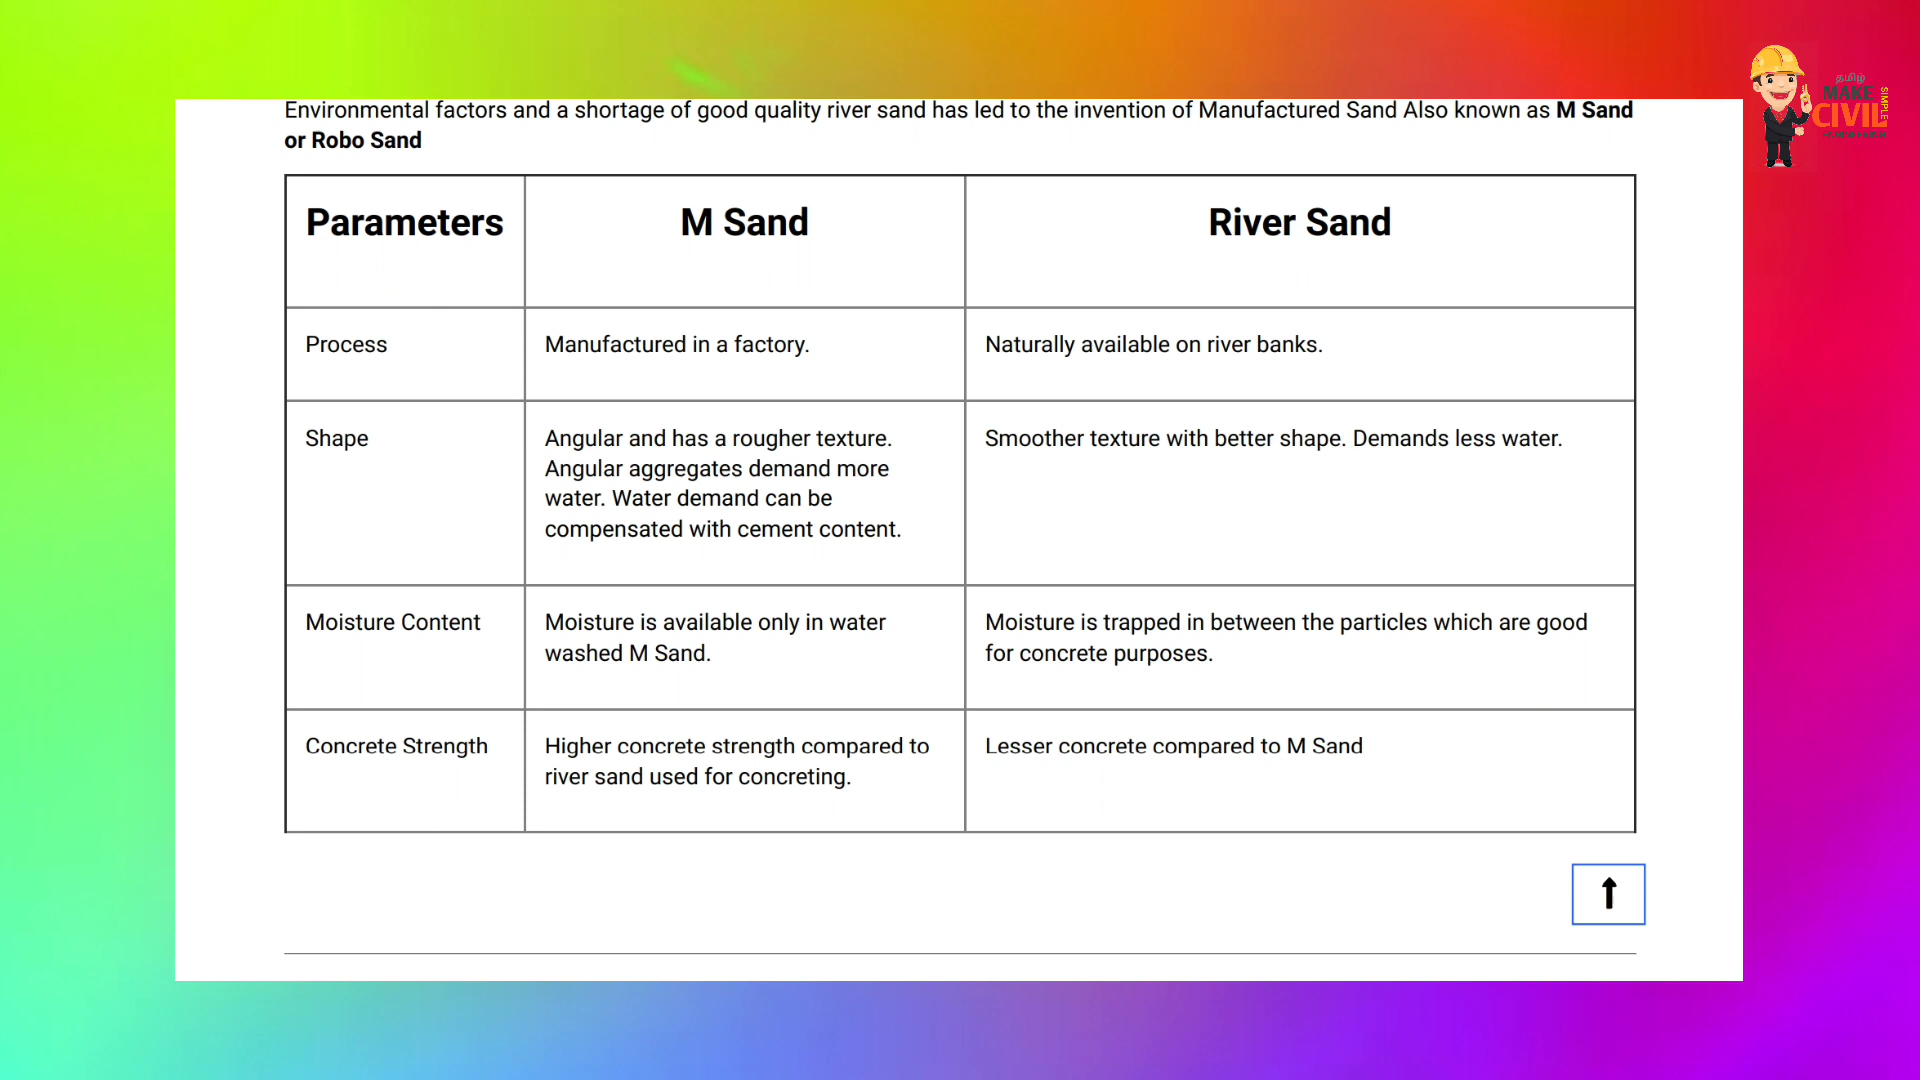 Environmental factors and a shortage of good quality river sand has led to the invention of Manufactured Sand Also known as M Sand
or Robo Sand
Parameters
M Sand
River Sand
Process
Manufactured in a factory.
Naturally available on river banks.
Shape
Angular and has a rougher texture.
Angular aggregates demand more
water. Water demand can be
compensated with cement content.
Smoother texture with better shape. Demands less water.
Moisture Content
Moisture is available only in water
washed M Sand.
Moisture is trapped in between the particles which are good
for concrete purposes.
Concrete Strength
Higher concrete strength compared to
river sand used for concreting.
Lesser concrete compared to M Sand
தமிழ்
MAKE
CIVIL
SIMPLE